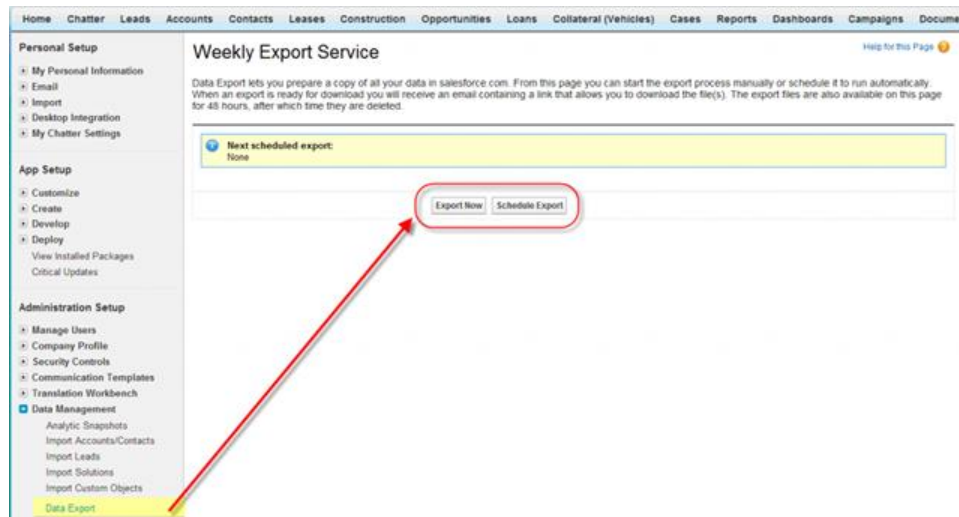 Home Chatter Leads Accounts Contacts Leases Construction Opportunities Loans Collateral (Vehicles) Cases Reports Dashboards Campaigns Docume
Personal Setup
My Personal Information
Email
Import
Desktop Integration
My Chatter Settings
App Setup
Customize
Create
Develop
Deploy
View Installed Packages
Critical Updates
Administration Setup
Manage Users
Company Profile
Security Controls
Communication Templates
Translation Workbench
Data Management
Analytic Snapshots
Import Accounts/Contacts
Import Leads
Import Solutions
Import Custom Objects
Data Export
Weekly Export Service
Help for this Page
Data Export lets you prepare a copy of all your data in salesforce.com. From this page you can start the export process manually or schedule it to run automatically.
When an export is ready for download you will receive an email containing a link that allows you to download the file(s). The export files are also available on this page
for 48 hours, after which time they are deleted.
Next scheduled export:
None
Export Now Schedule Export